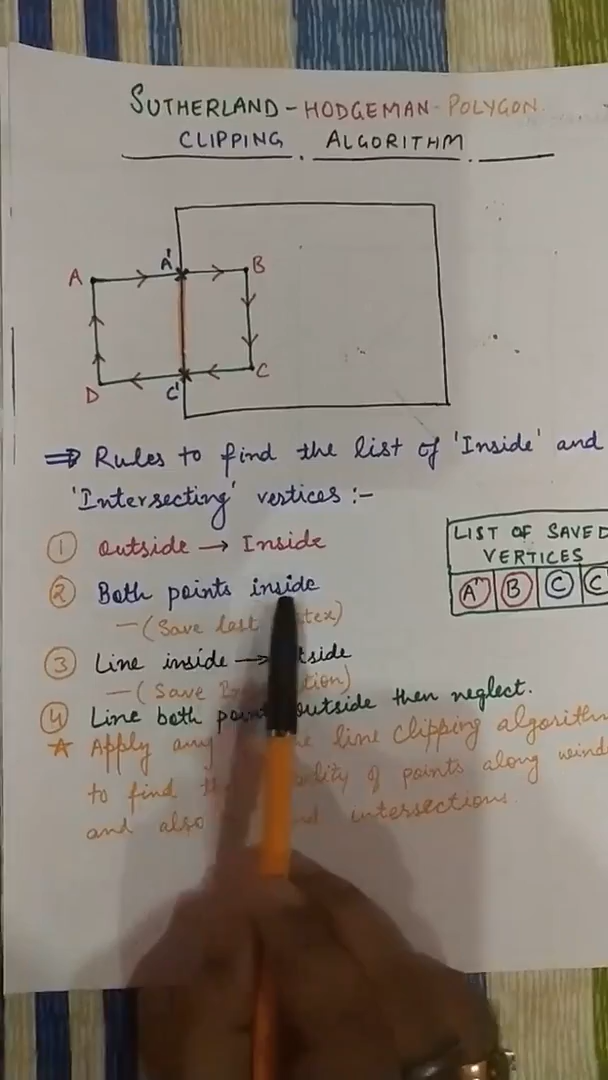 SUTHERLAND - HODGEMAN - POLYGON
CLIPPING ALGORITHM
A A' B
D C' C
⇒ Rules to find the list of 'Inside' and
'Intersecting' vertices :-
① Outside → Inside
② Both points inside
— (Save last
③ Line inside →
— (Save
④ Line both outside then neglect.
☆ Apply line clipping algorithm
to find of points along
and also intersections.
LIST OF SAVED
VERTICES
A' B C C